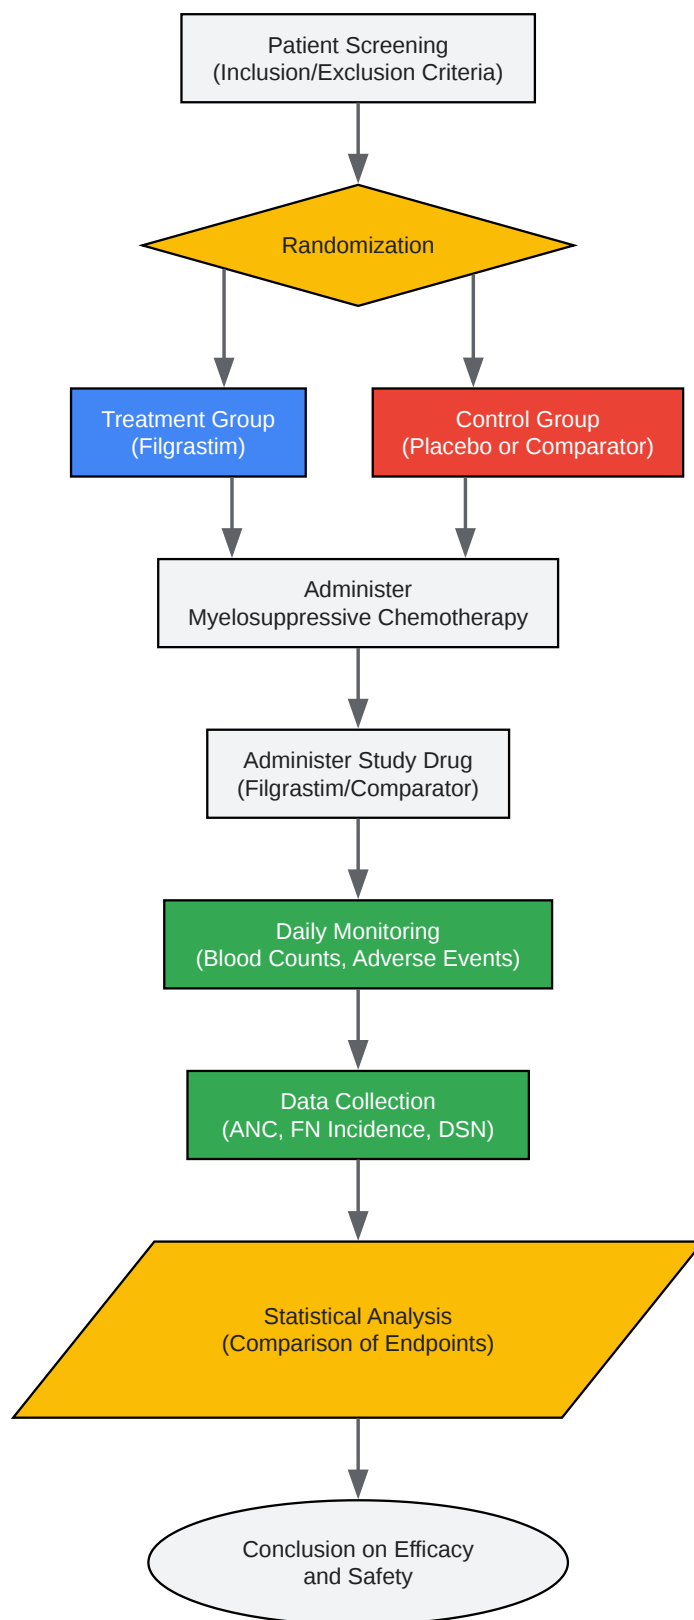 Patient Screening
(Inclusion/Exclusion Criteria)
Randomization
Treatment Group
(Filgrastim)
Control Group
(Placebo or Comparator)
Administer
Myelosuppressive Chemotherapy
Administer Study Drug
(Filgrastim/Comparator)
Daily Monitoring
(Blood Counts, Adverse Events)
Data Collection
(ANC, FN Incidence, DSN)
Statistical Analysis
(Comparison of Endpoints)
Conclusion on Efficacy
and Safety